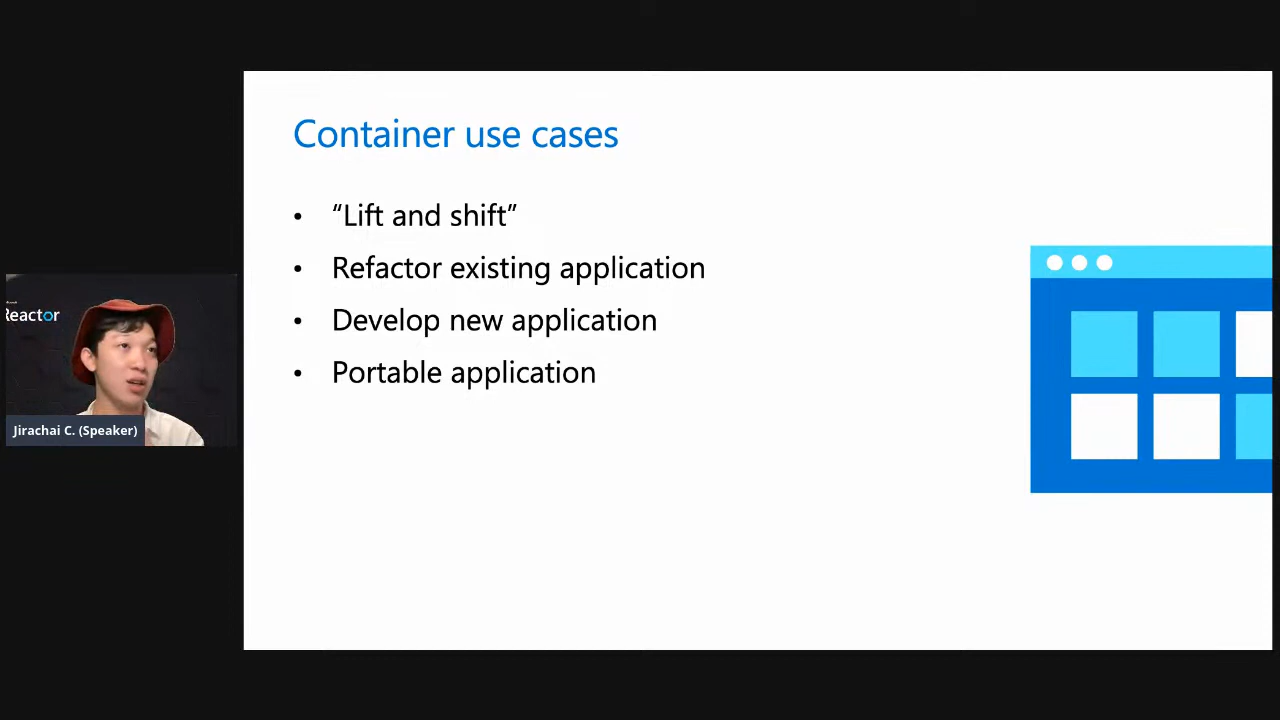 Container use cases
• “Lift and shift”
• Refactor existing application
• Develop new application
• Portable application
Reactor
Jirachai C. (Speaker)